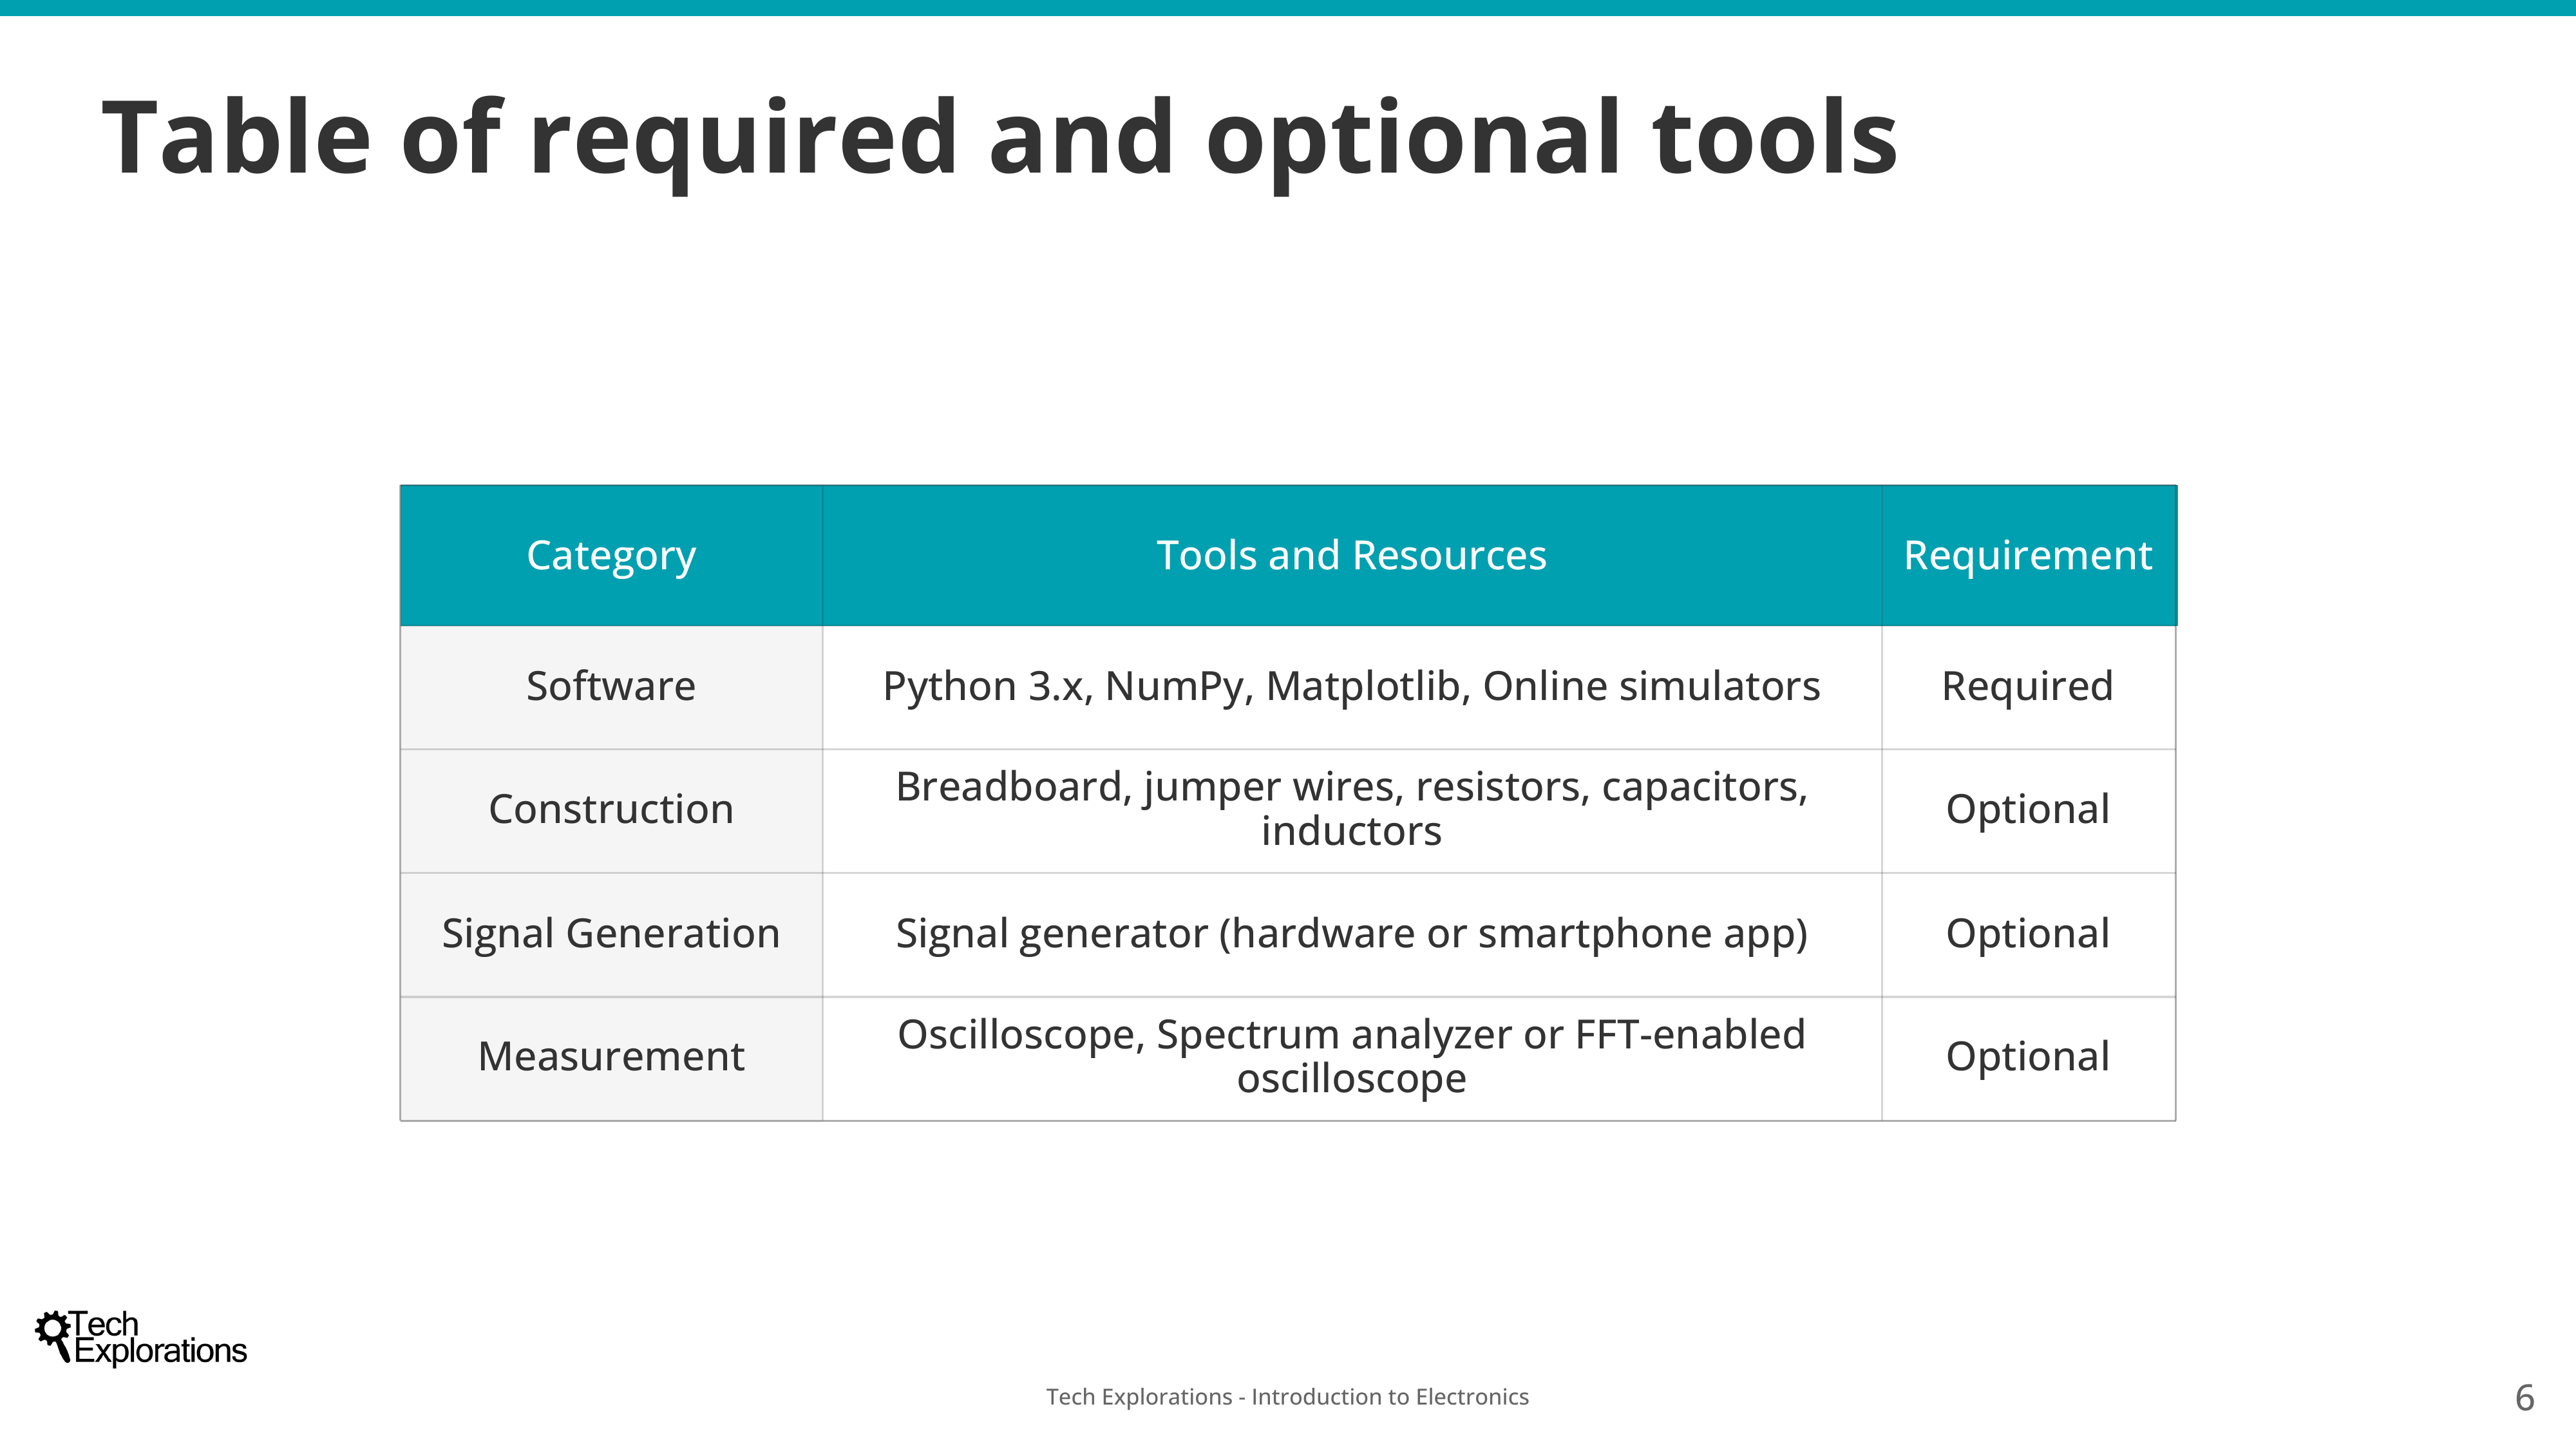 Table of required and optional tools
Category
Tools and Resources
Requirement
Software
Python 3.x, NumPy, Matplotlib, Online simulators
Required
Construction
Breadboard, jumper wires, resistors, capacitors,
inductors
Optional
Signal Generation
Signal generator (hardware or smartphone app)
Optional
Measurement
Oscilloscope, Spectrum analyzer or FFT-enabled
oscilloscope
Optional
Tech
Explorations
Tech Explorations - Introduction to Electronics
6